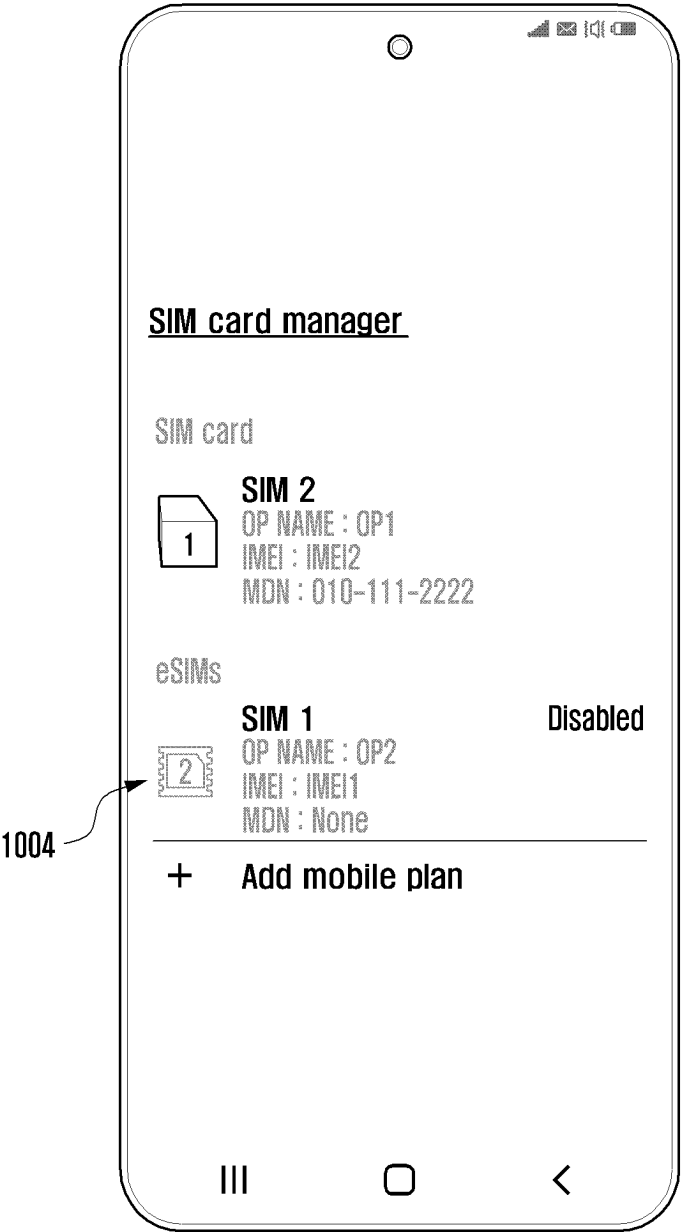 SIM card manager
SIM card
1
SIM 2
OP NAME : OP1
IMEI : IMEI2
MDN : 010-111-2222
eSIMs
SIM 1 Disabled
2
OP NAME : OP2
IMEI : IMEI1
MDN : None
1004
+ Add mobile plan